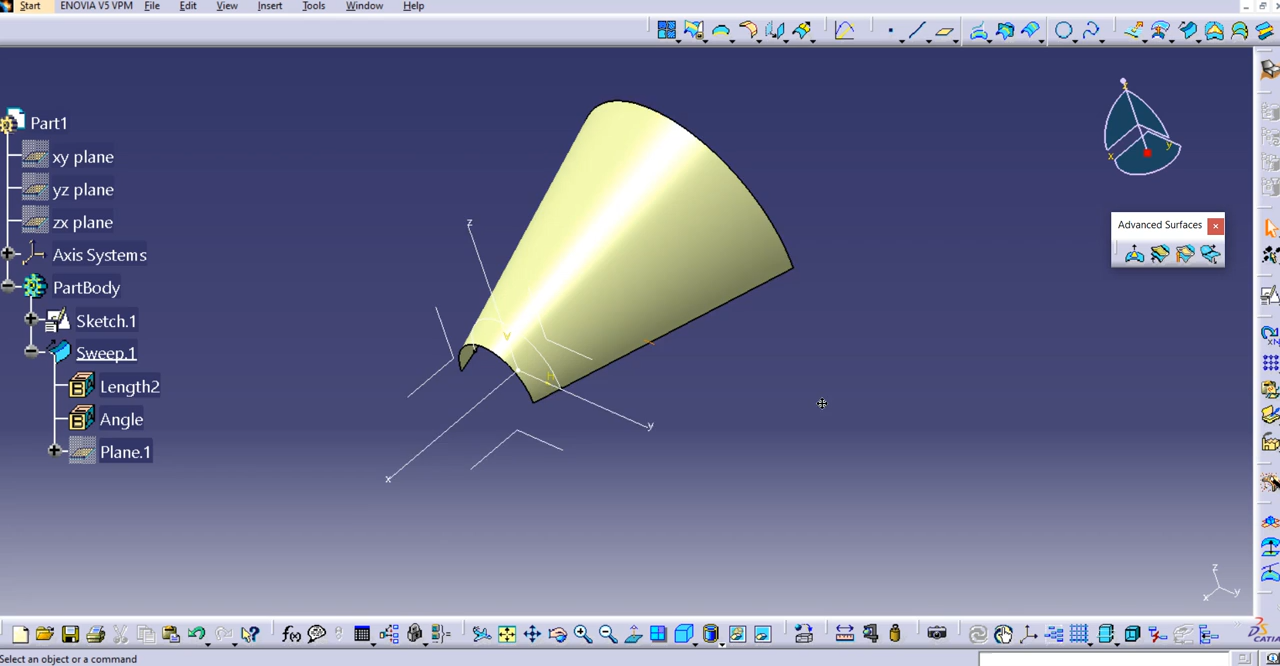 Start ENOVIA V5 VPM File Edit View Insert Tools Window Help
Part1
xy plane
yz plane
zx plane
Axis Systems
PartBody
Sketch.1
Sweep.1
Length2
Angle
Plane.1
z
V
H
y
x
x
y
Advanced Surfaces
z
x
y
f(x)
Select an object or a command
CATIA